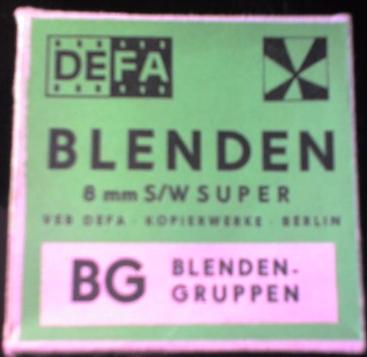 DEFA
BLENDEN
8 mm S/W SUPER
VEB DEFA · KOPIERWERKE · BERLIN
BG BLENDEN-
GRUPPEN